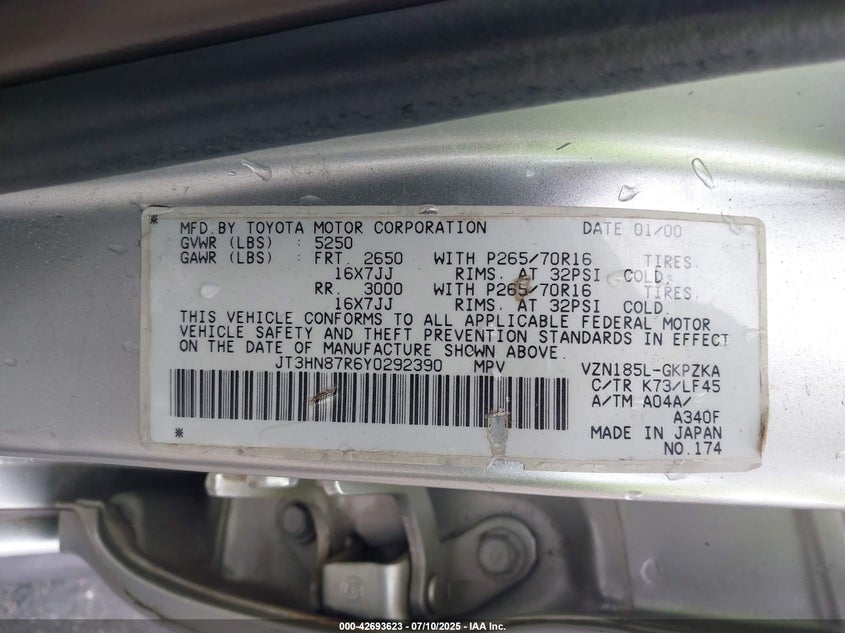 MFD. BY TOYOTA MOTOR CORPORATION DATE 01/00
GVWR (LBS) : 5250
GAWR (LBS) : FRT. 2650 WITH P265/70R16 TIRES.
16X7JJ RIMS. AT 32PSI COLD.
RR. 3000 WITH P265/70R16 TIRES.
16X7JJ RIMS. AT 32PSI COLD.
THIS VEHICLE CONFORMS TO ALL APPLICABLE FEDERAL MOTOR
VEHICLE SAFETY AND THEFT PREVENTION STANDARDS IN EFFECT
ON THE DATE OF MANUFACTURE SHOWN ABOVE.
JT3HN87R6Y0292390 MPV VZN185L-GKPZKA
C/TR K73/LF45
A/TM A04A/
A340F
MADE IN JAPAN
NO.174
000-42693623 - 07/10/2025 - IAA Inc.